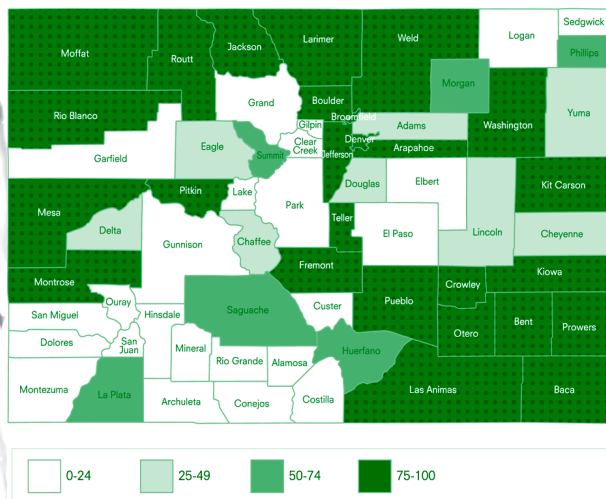 Moffat
Routt
Jackson
Larimer
Weld
Logan
Sedgwick
Phillips
Morgan
Grand
Boulder
Rio Blanco
Broomfield
Gilpin
Adams
Washington
Yuma
Clear
Creek
Denver
Arapahoe
Jefferson
Eagle
Summit
Garfield
Pitkin
Lake
Park
Douglas
Elbert
Kit Carson
Mesa
Delta
Gunnison
Chaffee
Teller
El Paso
Lincoln
Cheyenne
Fremont
Kiowa
Montrose
Ouray
Crowley
Pueblo
San Miguel
Hinsdale
Saguache
Custer
Otero
Bent
Prowers
Dolores
San
Juan
Mineral
Rio Grande
Alamosa
Huerfano
Montezuma
La Plata
Archuleta
Conejos
Costilla
Las Animas
Baca
0-24
25-49
50-74
75-100